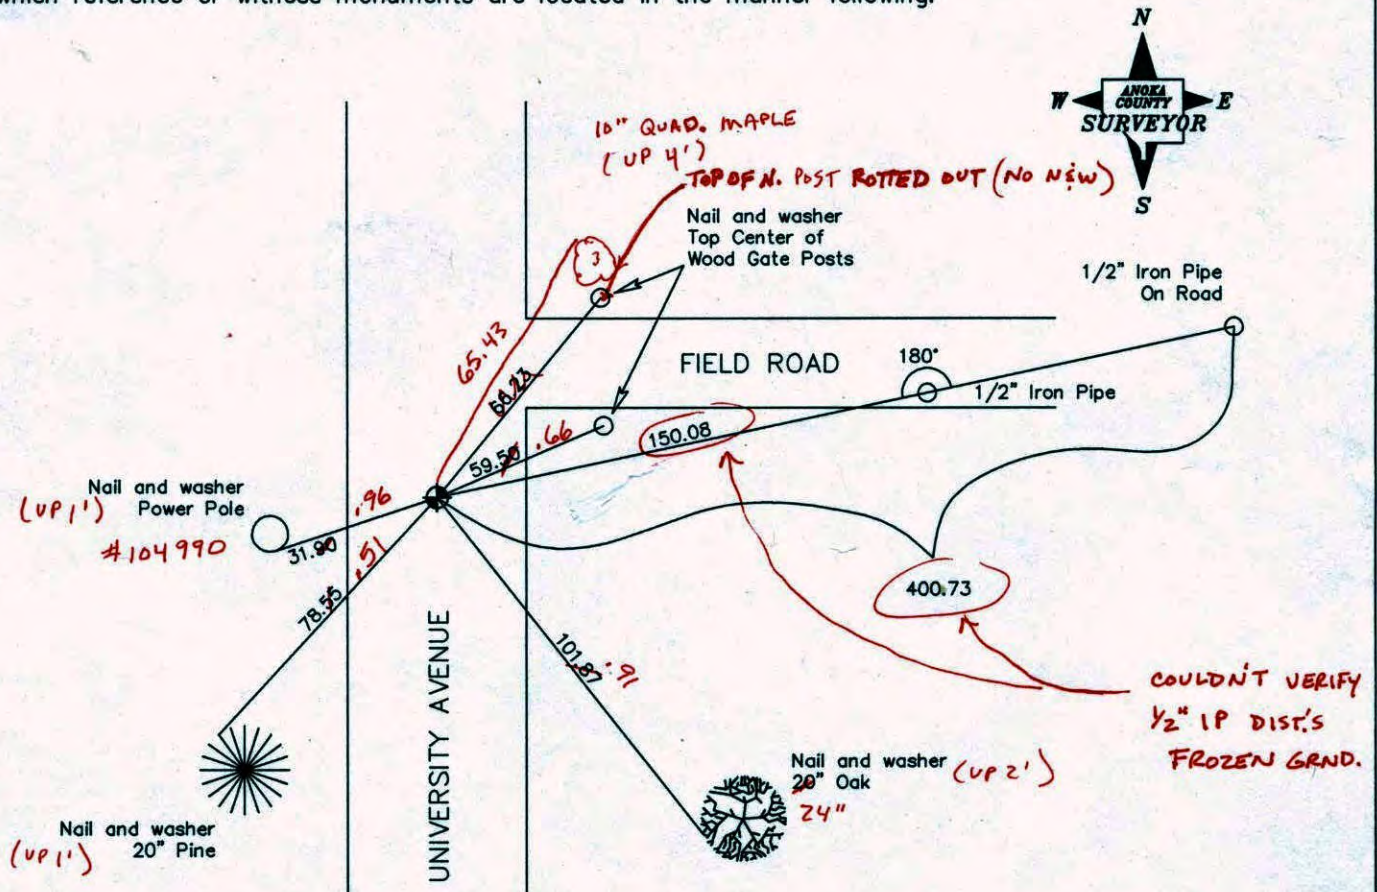 which reference or witness monuments are located in the manner following:
N
ANOKA
COUNTY
W E
SURVEYOR
S
10" QUAD. MAPLE
(UP 4')
TOP OF N. POST ROTTED OUT (NO N&W)
Nail and washer
Top Center of
Wood Gate Posts
3
1/2" Iron Pipe
On Road
65.43
FIELD ROAD
180°
1/2" Iron Pipe
59.50 .66
150.08
Nail and washer
(UP 1') Power Pole
#104990
.96
31.90
.51
78.55
400.73
101.87 .91
UNIVERSITY AVENUE
COULDN'T VERIFY
1/2" IP DIST.'S
FROZEN GRND.
Nail and washer (UP 2')
20" Oak
24"
Nail and washer
(UP 1') 20" Pine